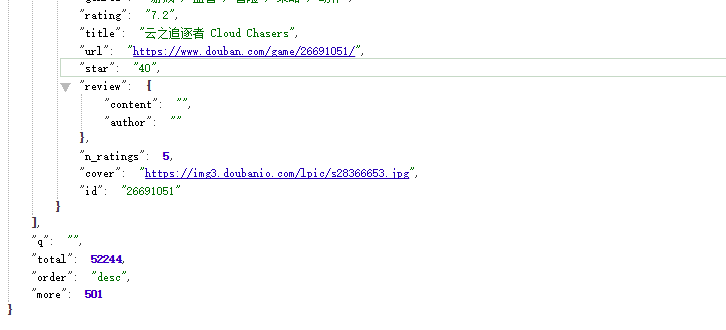 "rating": "7.2",
"title": "云之追逐者 Cloud Chasers",
"url": "https://www.douban.com/game/26691051/",
"star": "40",
"review": {
"content": "",
"author": ""
},
"n_ratings": 5,
"cover": "https://img3.doubanio.com/lpic/s28366653.jpg",
"id": "26691051"
}
],
"q": "",
"total": 52244,
"order": "desc",
"more": 501
}